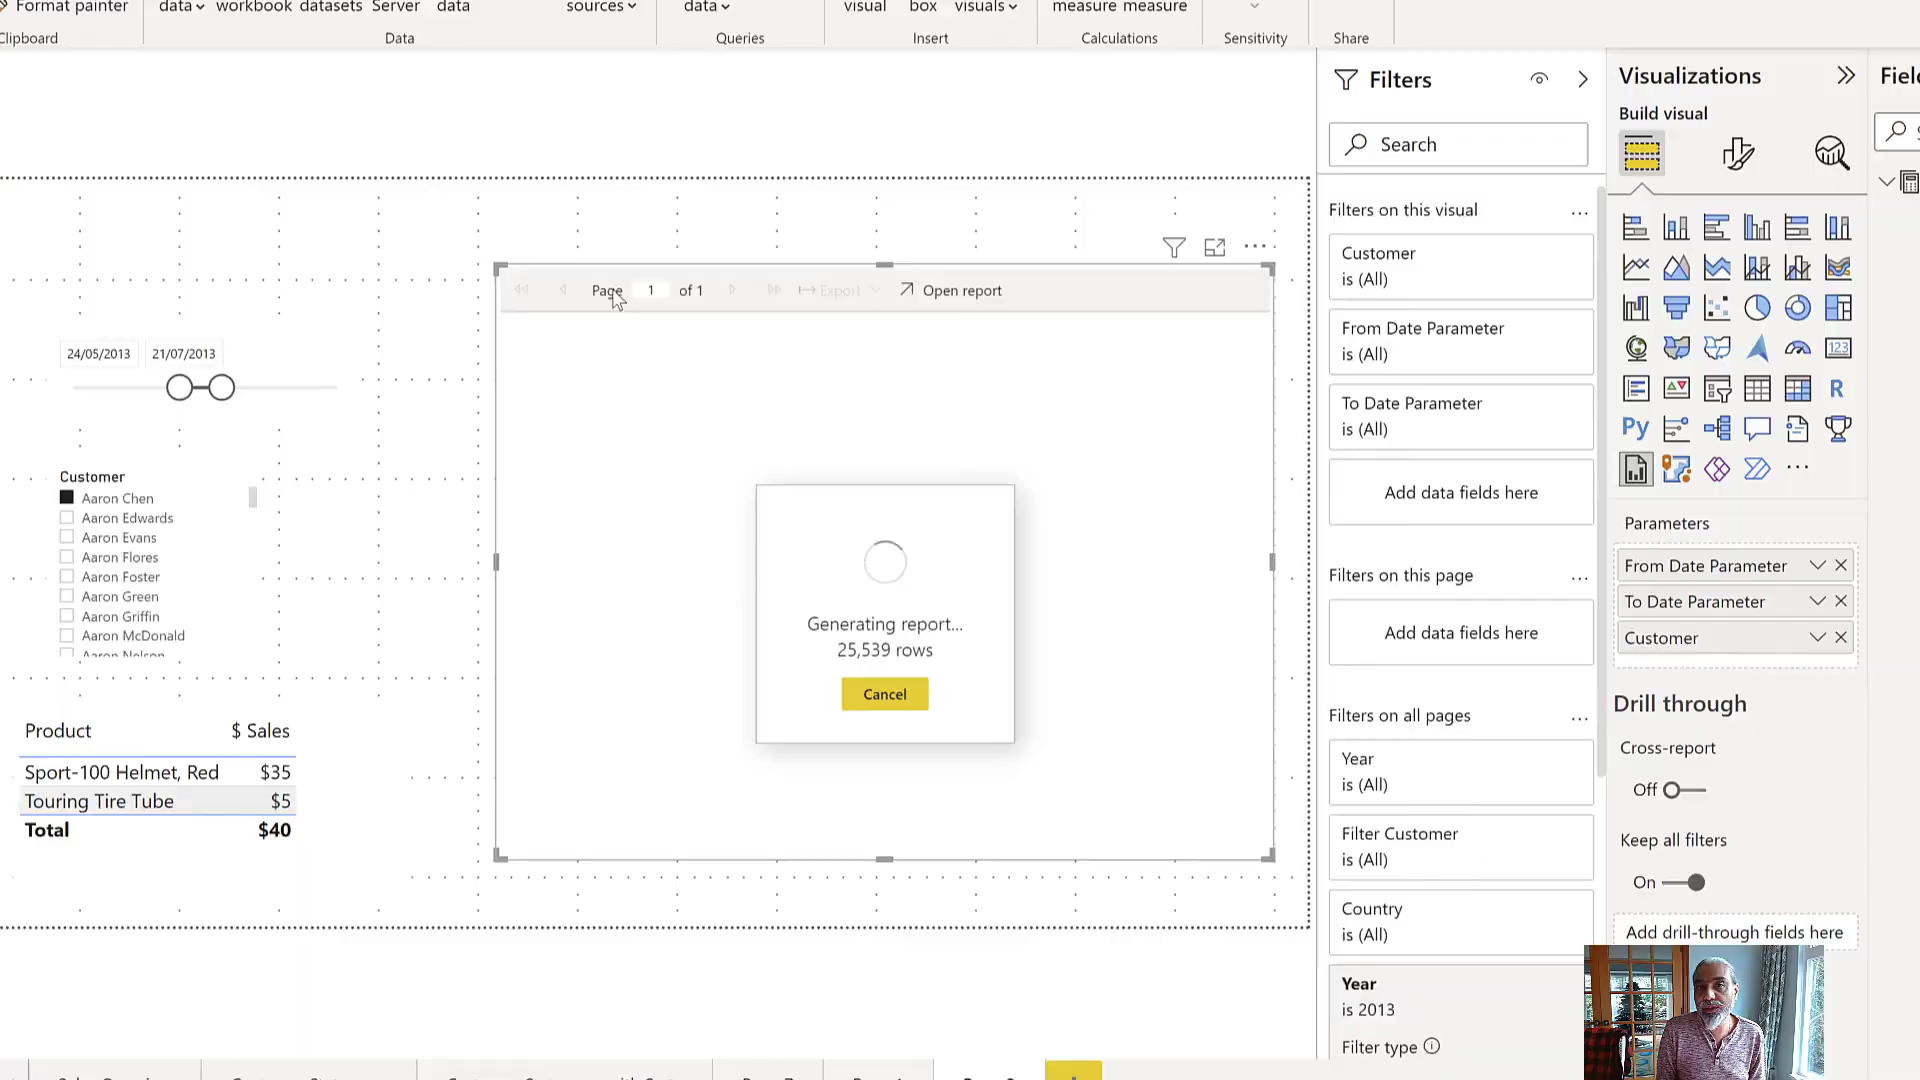 Format painter
data
workbook
datasets
Server
data
sources
data
visual
box
visuals
measure
measure
Clipboard
Data
Queries
Insert
Calculations
Sensitivity
Share
24/05/2013
21/07/2013
Customer
Aaron Chen
Aaron Edwards
Aaron Evans
Aaron Flores
Aaron Foster
Aaron Green
Aaron Griffin
Aaron McDonald
Aaron Nelson
Product $ Sales
Sport-100 Helmet, Red $35
Touring Tire Tube $5
Total $40
Page 1 of 1
Export
Open report
Generating report...
25,539 rows
Cancel
Filters
Search
Filters on this visual
Customer
is (All)
From Date Parameter
is (All)
To Date Parameter
is (All)
Add data fields here
Filters on this page
Add data fields here
Filters on all pages
Year
is (All)
Filter Customer
is (All)
Country
is (All)
Year
is 2013
Filter type
Visualizations
Build visual
123
R
Py
Parameters
From Date Parameter
To Date Parameter
Customer
Drill through
Cross-report
Off
Keep all filters
On
Add drill-through fields here